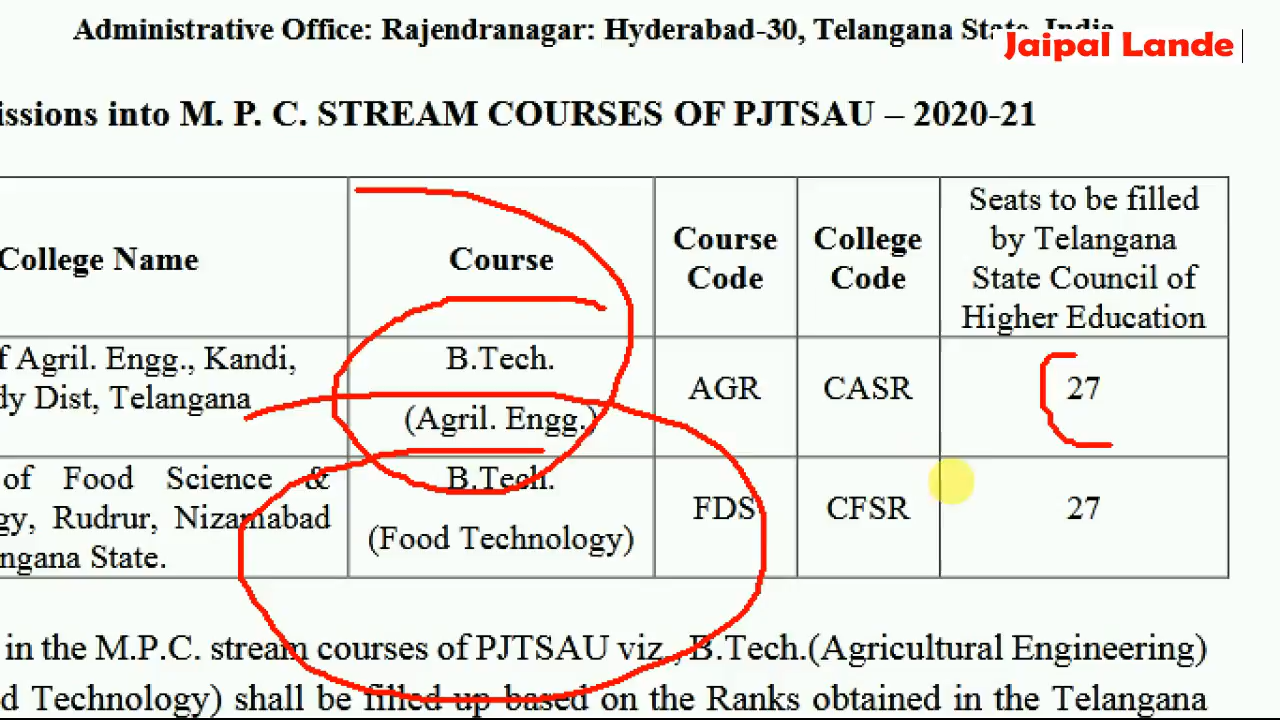 Administrative Office: Rajendranagar: Hyderabad-30, Telangana State, India
Jaipal Lande
issions into M. P. C. STREAM COURSES OF PJTSAU – 2020-21
College Name
Course
Course
Code
College
Code
Seats to be filled
by Telangana
State Council of
Higher Education
f Agril. Engg., Kandi,
dy Dist, Telangana
B.Tech.
(Agril. Engg.)
AGR
CASR
27
of Food Science &
gy, Rudrur, Nizamabad
ngana State.
B.Tech.
(Food Technology)
FDS
CFSR
27
in the M.P.C. stream courses of PJTSAU viz., B.Tech.(Agricultural Engineering)
d Technology) shall be filled up based on the Ranks obtained in the Telangana